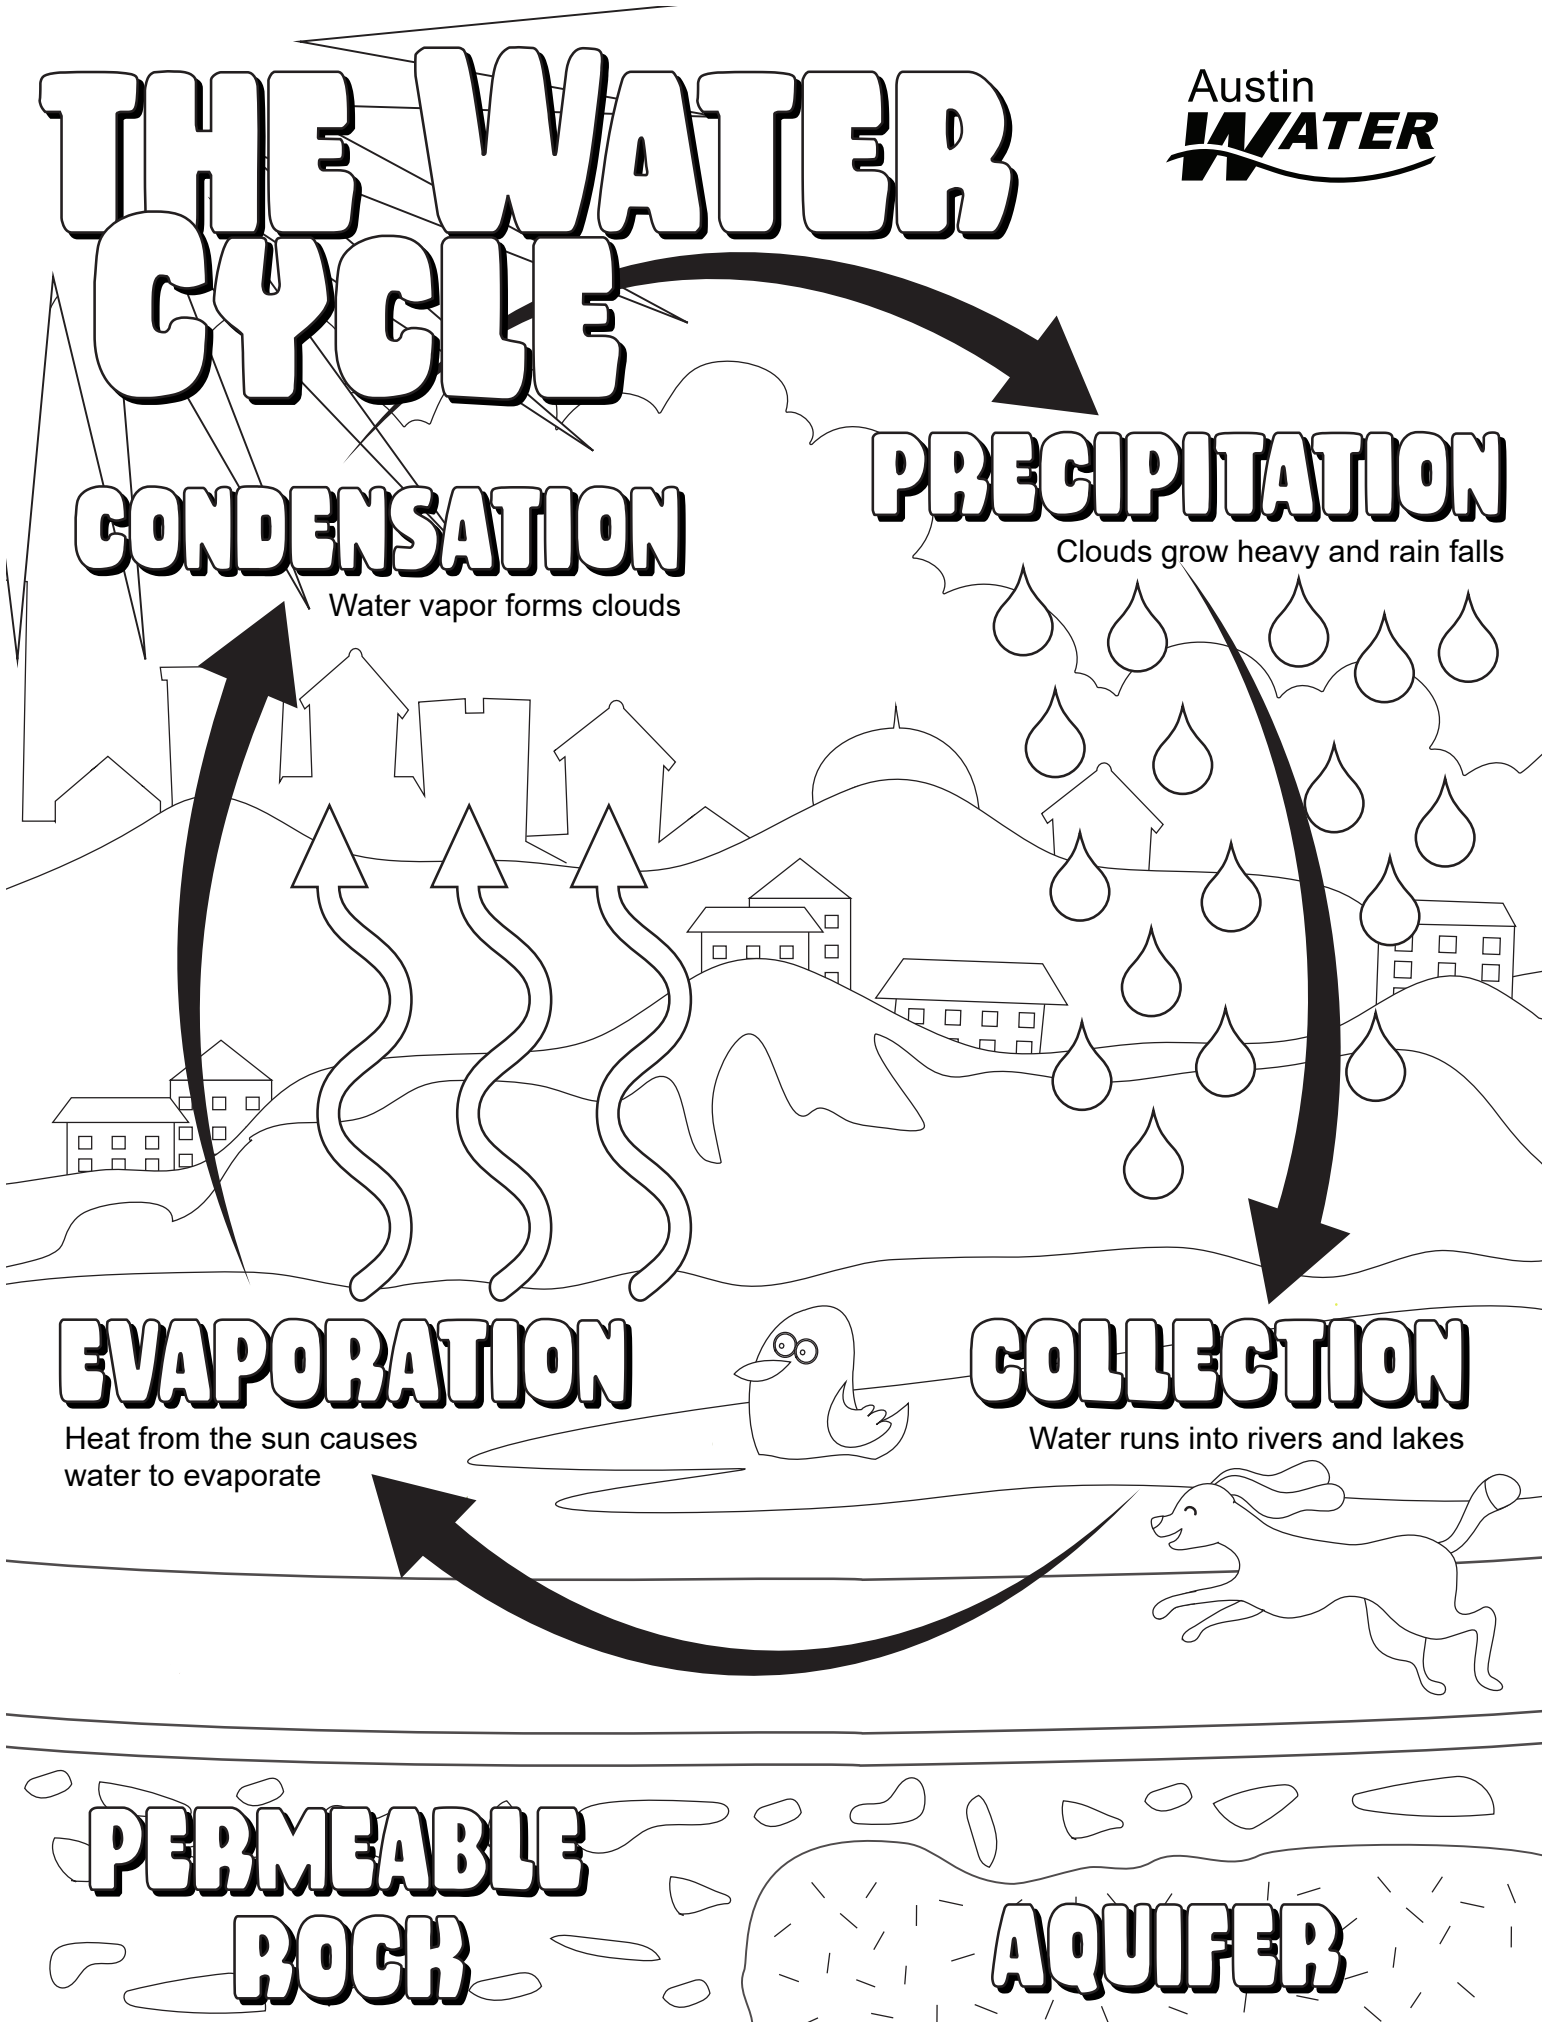 THE WATER
CYCLE
Austin
WATER
PRECIPITATION
Clouds grow heavy and rain falls
CONDENSATION
Water vapor forms clouds
EVAPORATION
Heat from the sun causes
water to evaporate
COLLECTION
Water runs into rivers and lakes
PERMEABLE
ROCK
AQUIFER